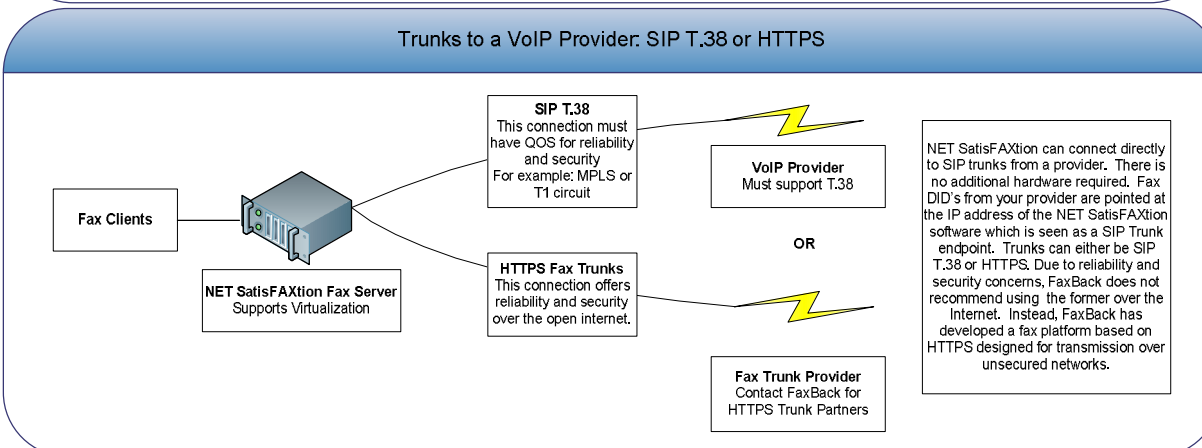 Trunks to a VoIP Provider: SIP T.38 or HTTPS
Fax Clients
NET SatisFAXtion Fax Server
Supports Virtualization
SIP T.38
This connection must
have QOS for reliability
and security
For example: MPLS or
T1 circuit
HTTPS Fax Trunks
This connection offers
reliability and security
over the open internet.
VoIP Provider
Must support T.38
OR
Fax Trunk Provider
Contact FaxBack for
HTTPS Trunk Partners
NET SatisFAXtion can connect directly
to SIP trunks from a provider. There is
no additional hardware required. Fax
DID's from your provider are pointed at
the IP address of the NET SatisFAXtion
software which is seen as a SIP Trunk
endpoint. Trunks can either be SIP
T.38 or HTTPS. Due to reliability and
security concerns, FaxBack does not
recommend using the former over the
Internet. Instead, FaxBack has
developed a fax platform based on
HTTPS designed for transmission over
unsecured networks.